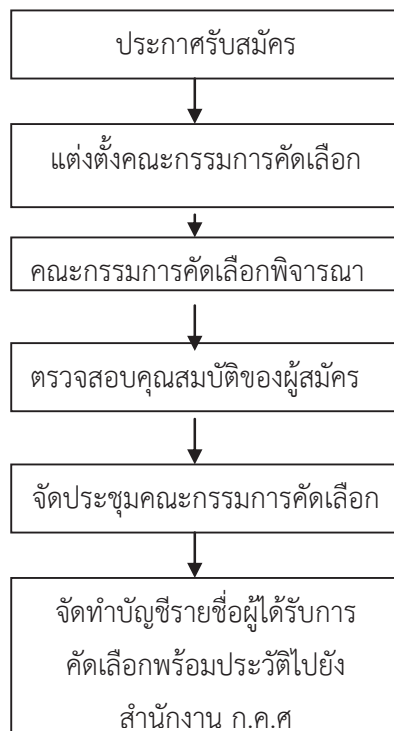 ประกาศรับสมัคร
แต่งตั้งคณะกรรมการคัดเลือก
คณะกรรมการคัดเลือกพิจารณา
ตรวจสอบคุณสมบัติของผู้สมัคร
จัดประชุมคณะกรรมการคัดเลือก
จัดทำบัญชีรายชื่อผู้ได้รับการ
คัดเลือกพร้อมประวัติไปยัง
สำนักงาน ก.ค.ศ